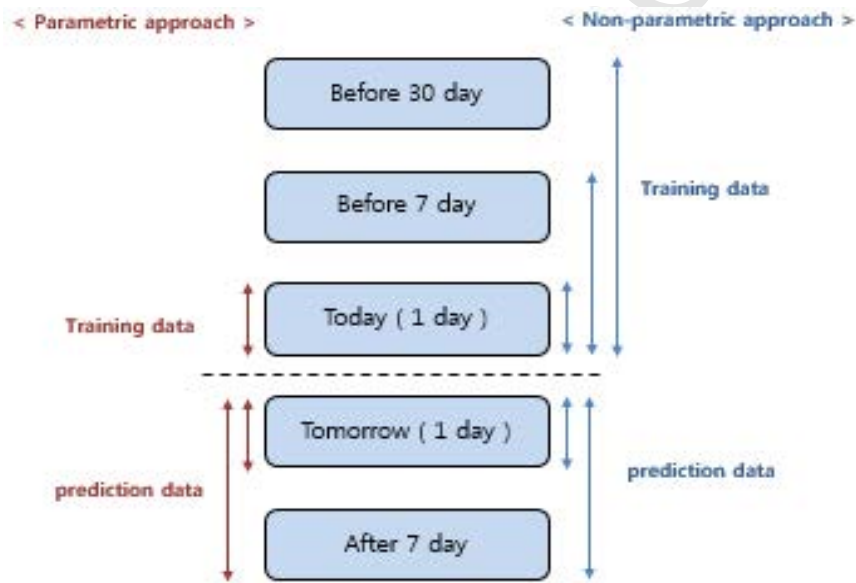 < Parametric approach >
< Non-parametric approach >
Before 30 day
Before 7 day
Training data
Today ( 1 day )
Training data
Tomorrow ( 1 day )
prediction data
prediction data
After 7 day